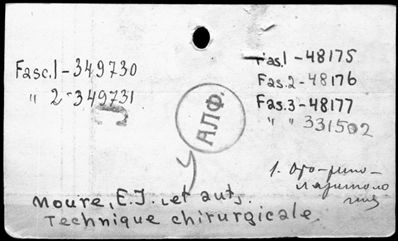 Fasc.1-349730
" 2-349731
Fas.1-48175
Fas.2-48176
Fas.3-48177
" " 331502
АЛФ.
1. Ото-рино-
ларинголо
гия
Moure, E.J. et aut.
Technique chirurgicale.